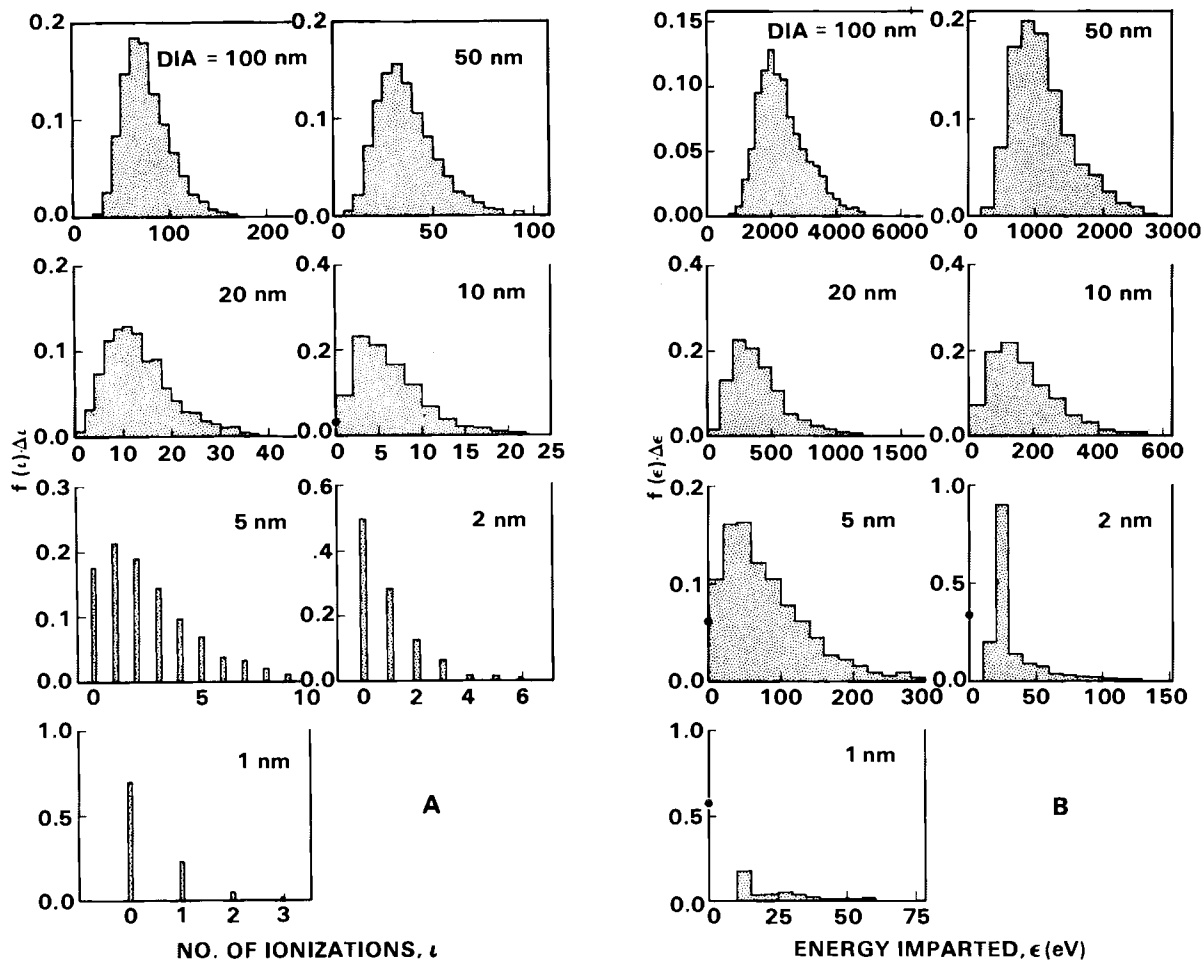 0.2
0.1
0.0
0 100 200
DIA = 100 nm
0.2
0.1
0.0
0 50 100
50 nm
0.2
0.1
0.0
0 10 20 30 40
20 nm
0.4
0.2
0.0
0 5 10 15 20 25
10 nm
0.3
0.2
0.1
0.0
0 5 10
5 nm
0.6
.4
0.2
0.0
0 1 2 3 4 5 6
2 nm
1.0
0.5
0.0
0 1 2 3
1 nm
f (ι)·Δι
A
NO. OF IONIZATIONS, ι
0.15
0.10
0.05
0.00
0 2000 4000 6000
DIA = 100 nm
0.2
0.1
0.0
0 1000 2000 3000
50 nm
0.4
0.2
0.0
0 500 1000 1500
20 nm
0.4
0.2
0.0
0 200 400 600
10 nm
0.2
0.1
0.0
0 100 200 300
5 nm
1.0
0.5
0.0
0 50 100 150
2 nm
1.0
0.5
0.0
0 25 50 75
1 nm
f (ϵ)·Δϵ
B
ENERGY IMPARTED, ϵ (eV)